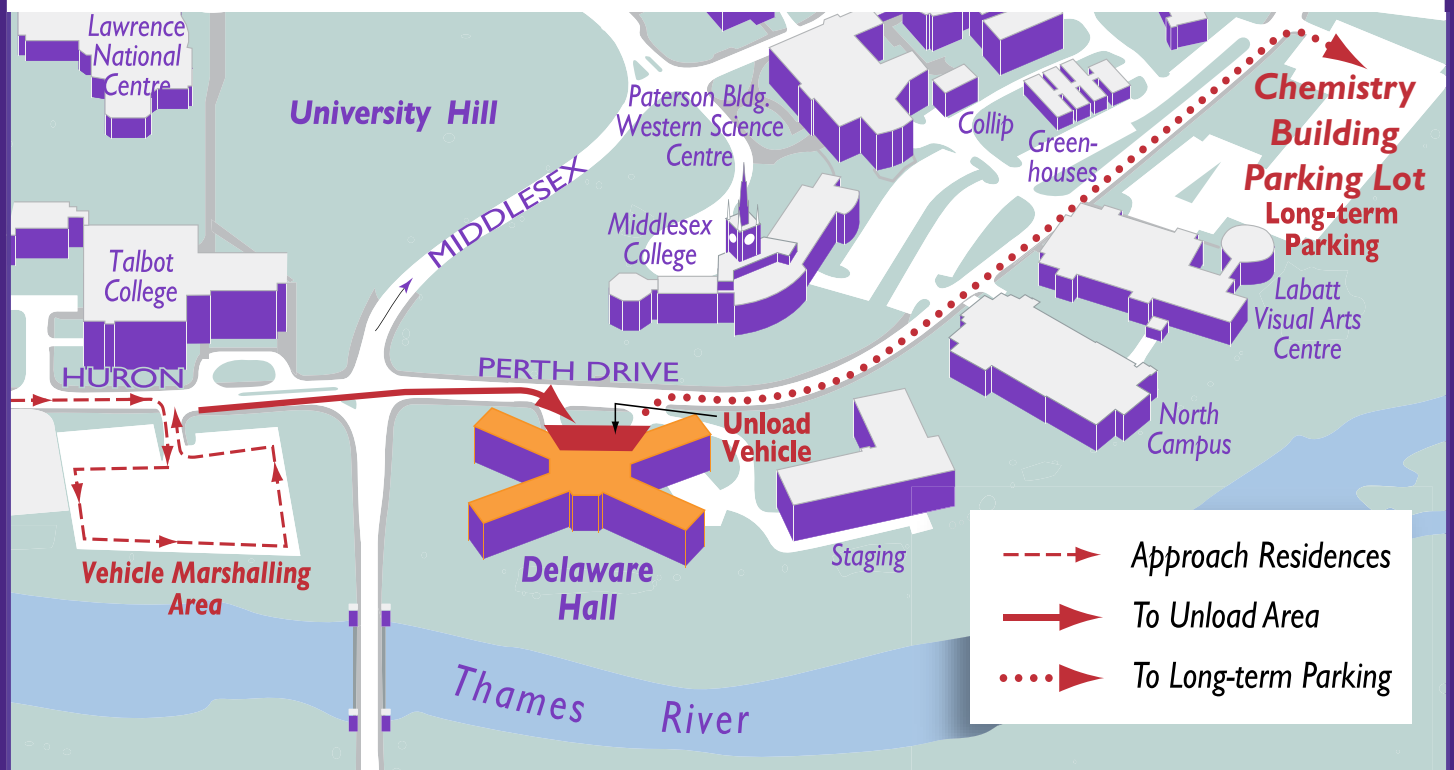 Lawrence
National
Centre
University Hill
Paterson Bldg.
Western Science
Centre
Collip
Green-
houses
Chemistry
Building
Parking Lot
Long-term
Parking
MIDDLESEX
Middlesex
College
Talbot
College
Labatt
Visual Arts
Centre
HURON
PERTH DRIVE
Unload
Vehicle
North
Campus
Staging
Vehicle Marshalling
Area
Delaware
Hall
Thames River
Approach Residences
To Unload Area
To Long-term Parking